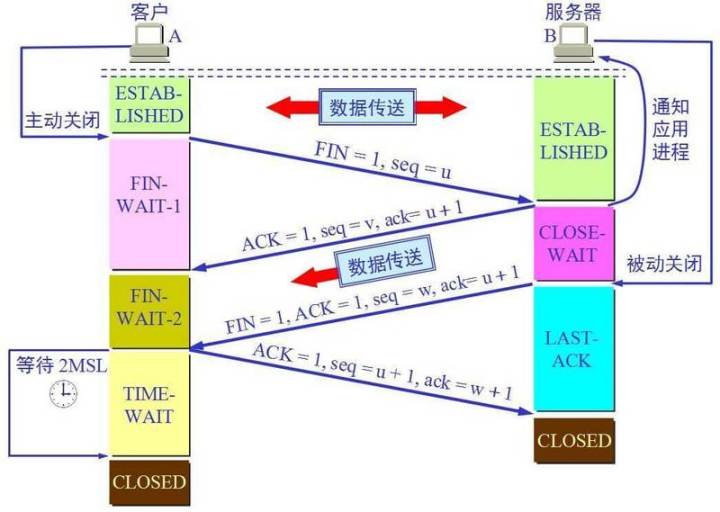 客户
服务器
A
B
ESTAB-
LISHED
数据传送
主动关闭
通知
应用
进程
ESTAB-
LISHED
FIN = 1, seq = u
FIN-
WAIT-1
ACK = 1, seq = v, ack= u + 1
CLOSE-
WAIT
数据传送
被动关闭
FIN-
WAIT-2
FIN = 1, ACK = 1, seq = w, ack= u + 1
LAST-
ACK
等待 2MSL
ACK = 1, seq = u + 1, ack = w + 1
TIME-
WAIT
CLOSED
CLOSED